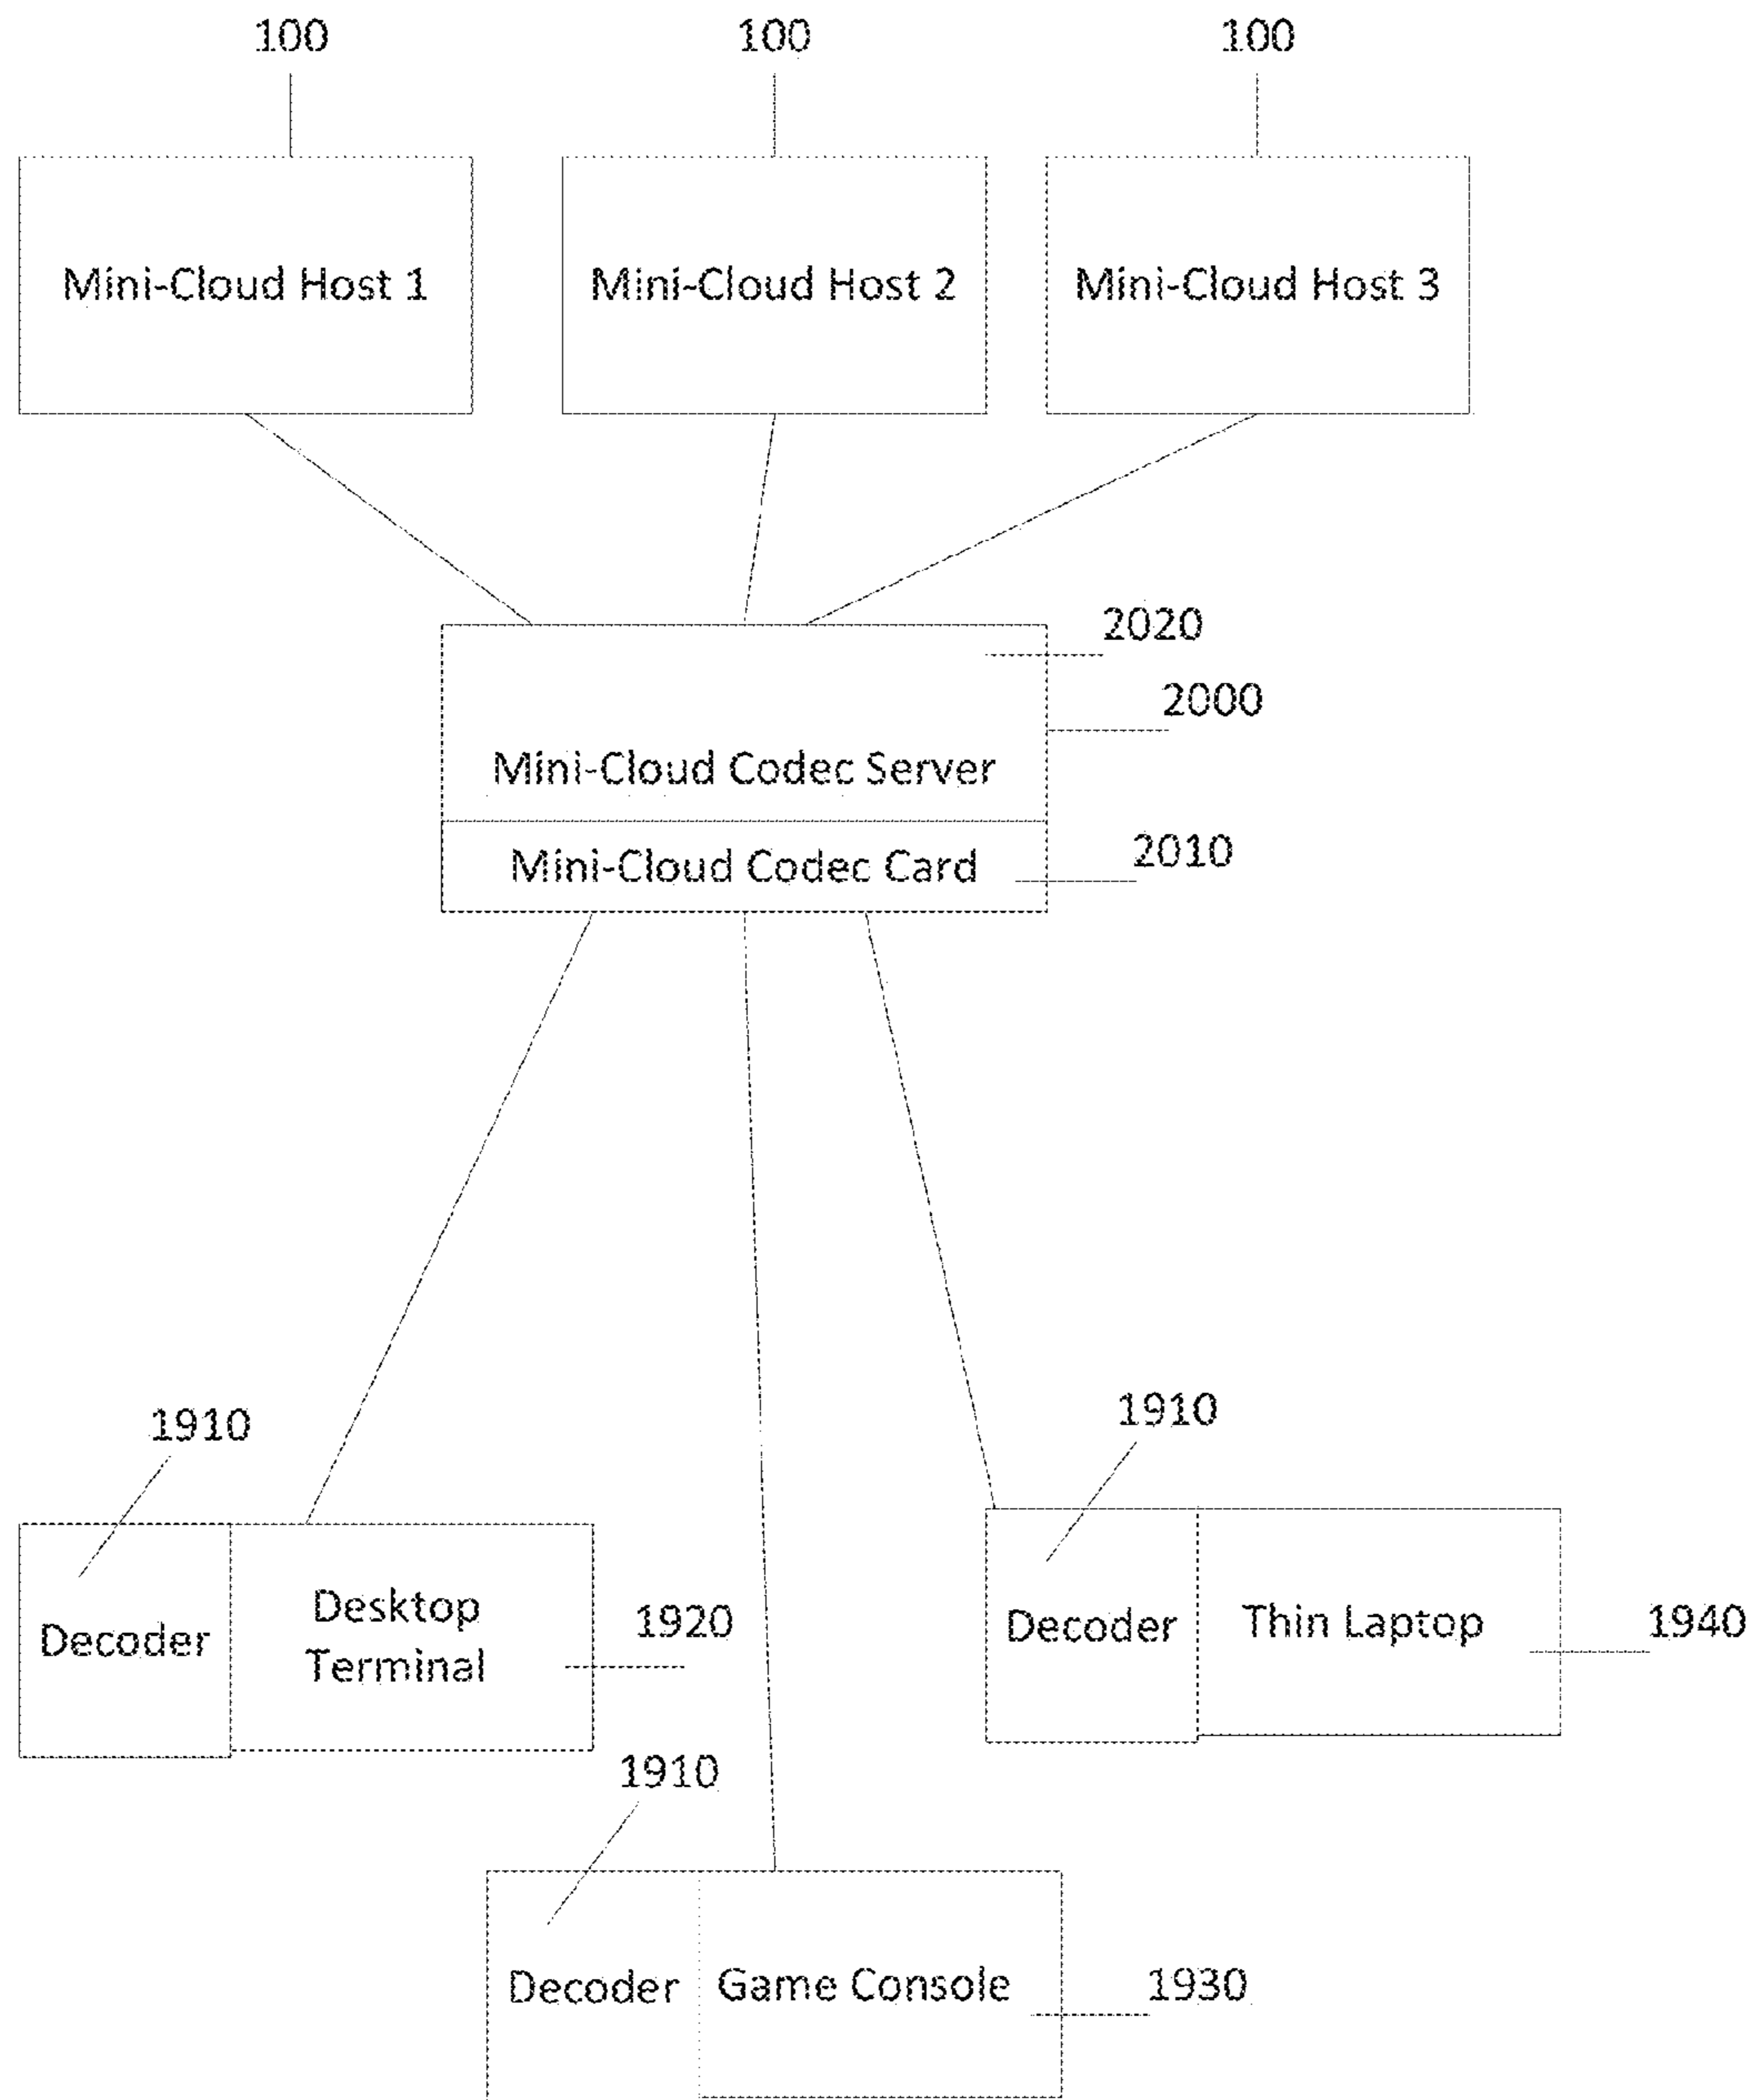 100
100
100
Mini-Cloud Host 1
Mini-Cloud Host 2
Mini-Cloud Host 3
2020
2000
Mini-Cloud Codec Server
Mini-Cloud Codec Card
2010
1910
1910
Decoder
Desktop
Terminal
1920
Decoder
Thin Laptop
1940
1910
Decoder
Game Console
1930